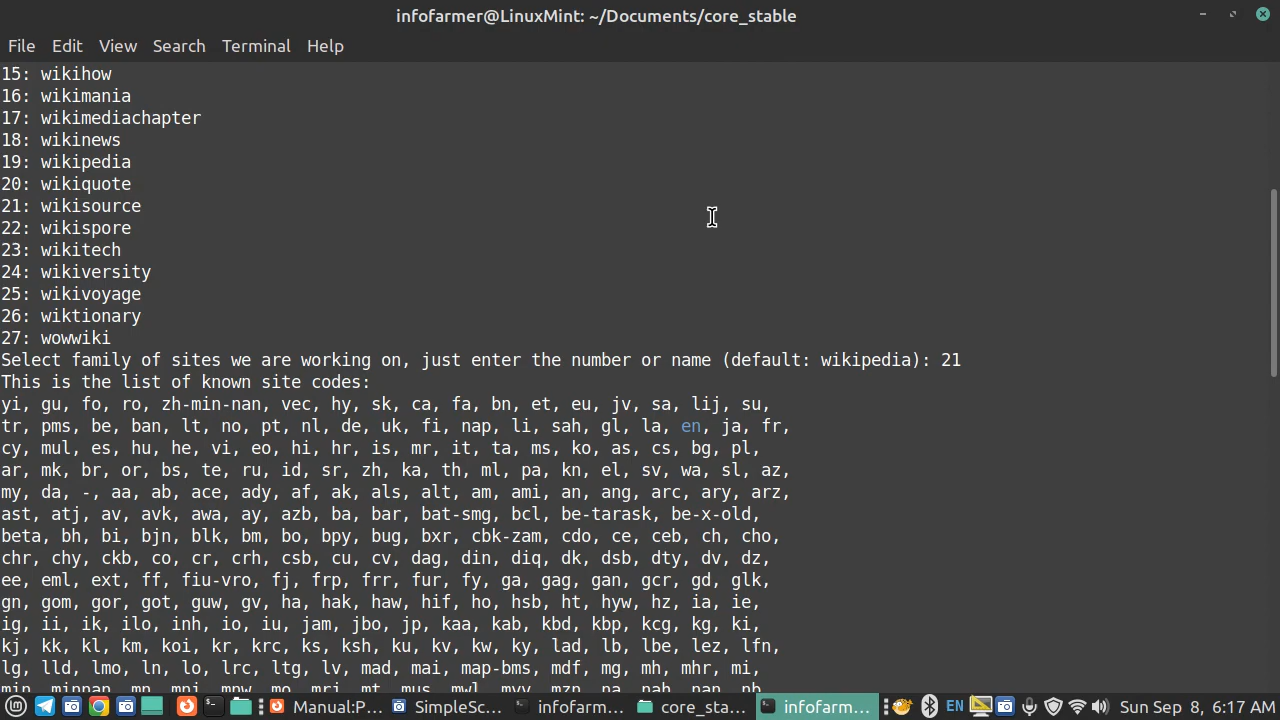 infofarmer@LinuxMint: ~/Documents/core_stable
File Edit View Search Terminal Help
15: wikihow
16: wikimania
17: wikimediachapter
18: wikinews
19: wikipedia
20: wikiquote
21: wikisource
22: wikispore
23: wikitech
24: wikiversity
25: wikivoyage
26: wiktionary
27: wowwiki
Select family of sites we are working on, just enter the number or name (default: wikipedia): 21
This is the list of known site codes:
yi, gu, fo, ro, zh-min-nan, vec, hy, sk, ca, fa, bn, et, eu, jv, sa, lij, su,
tr, pms, be, ban, lt, no, pt, nl, de, uk, fi, nap, li, sah, gl, la, en, ja, fr,
cy, mul, es, hu, he, vi, eo, hi, hr, is, mr, it, ta, ms, ko, as, cs, bg, pl,
ar, mk, br, or, bs, te, ru, id, sr, zh, ka, th, ml, pa, kn, el, sv, wa, sl, az,
my, da, -, aa, ab, ace, ady, af, ak, als, alt, am, ami, an, ang, arc, ary, arz,
ast, atj, av, avk, awa, ay, azb, ba, bar, bat-smg, bcl, be-tarask, be-x-old,
beta, bh, bi, bjn, blk, bm, bo, bpy, bug, bxr, cbk-zam, cdo, ce, ceb, ch, cho,
chr, chy, ckb, co, cr, crh, csb, cu, cv, dag, din, diq, dk, dsb, dty, dv, dz,
ee, eml, ext, ff, fiu-vro, fj, frp, frr, fur, fy, ga, gag, gan, gcr, gd, glk,
gn, gom, gor, got, guw, gv, ha, hak, haw, hif, ho, hsb, ht, hyw, hz, ia, ie,
ig, ii, ik, ilo, inh, io, iu, jam, jbo, jp, kaa, kab, kbd, kbp, kcg, kg, ki,
kj, kk, kl, km, koi, kr, krc, ks, ksh, ku, kv, kw, ky, lad, lb, lbe, lez, lfn,
lg, lld, lmo, ln, lo, lrc, ltg, lv, mad, mai, map-bms, mdf, mg, mh, mhr, mi,
Manual:P... SimpleSc... infofarm... core_sta... infofarm... EN Sun Sep 8, 6:17 AM